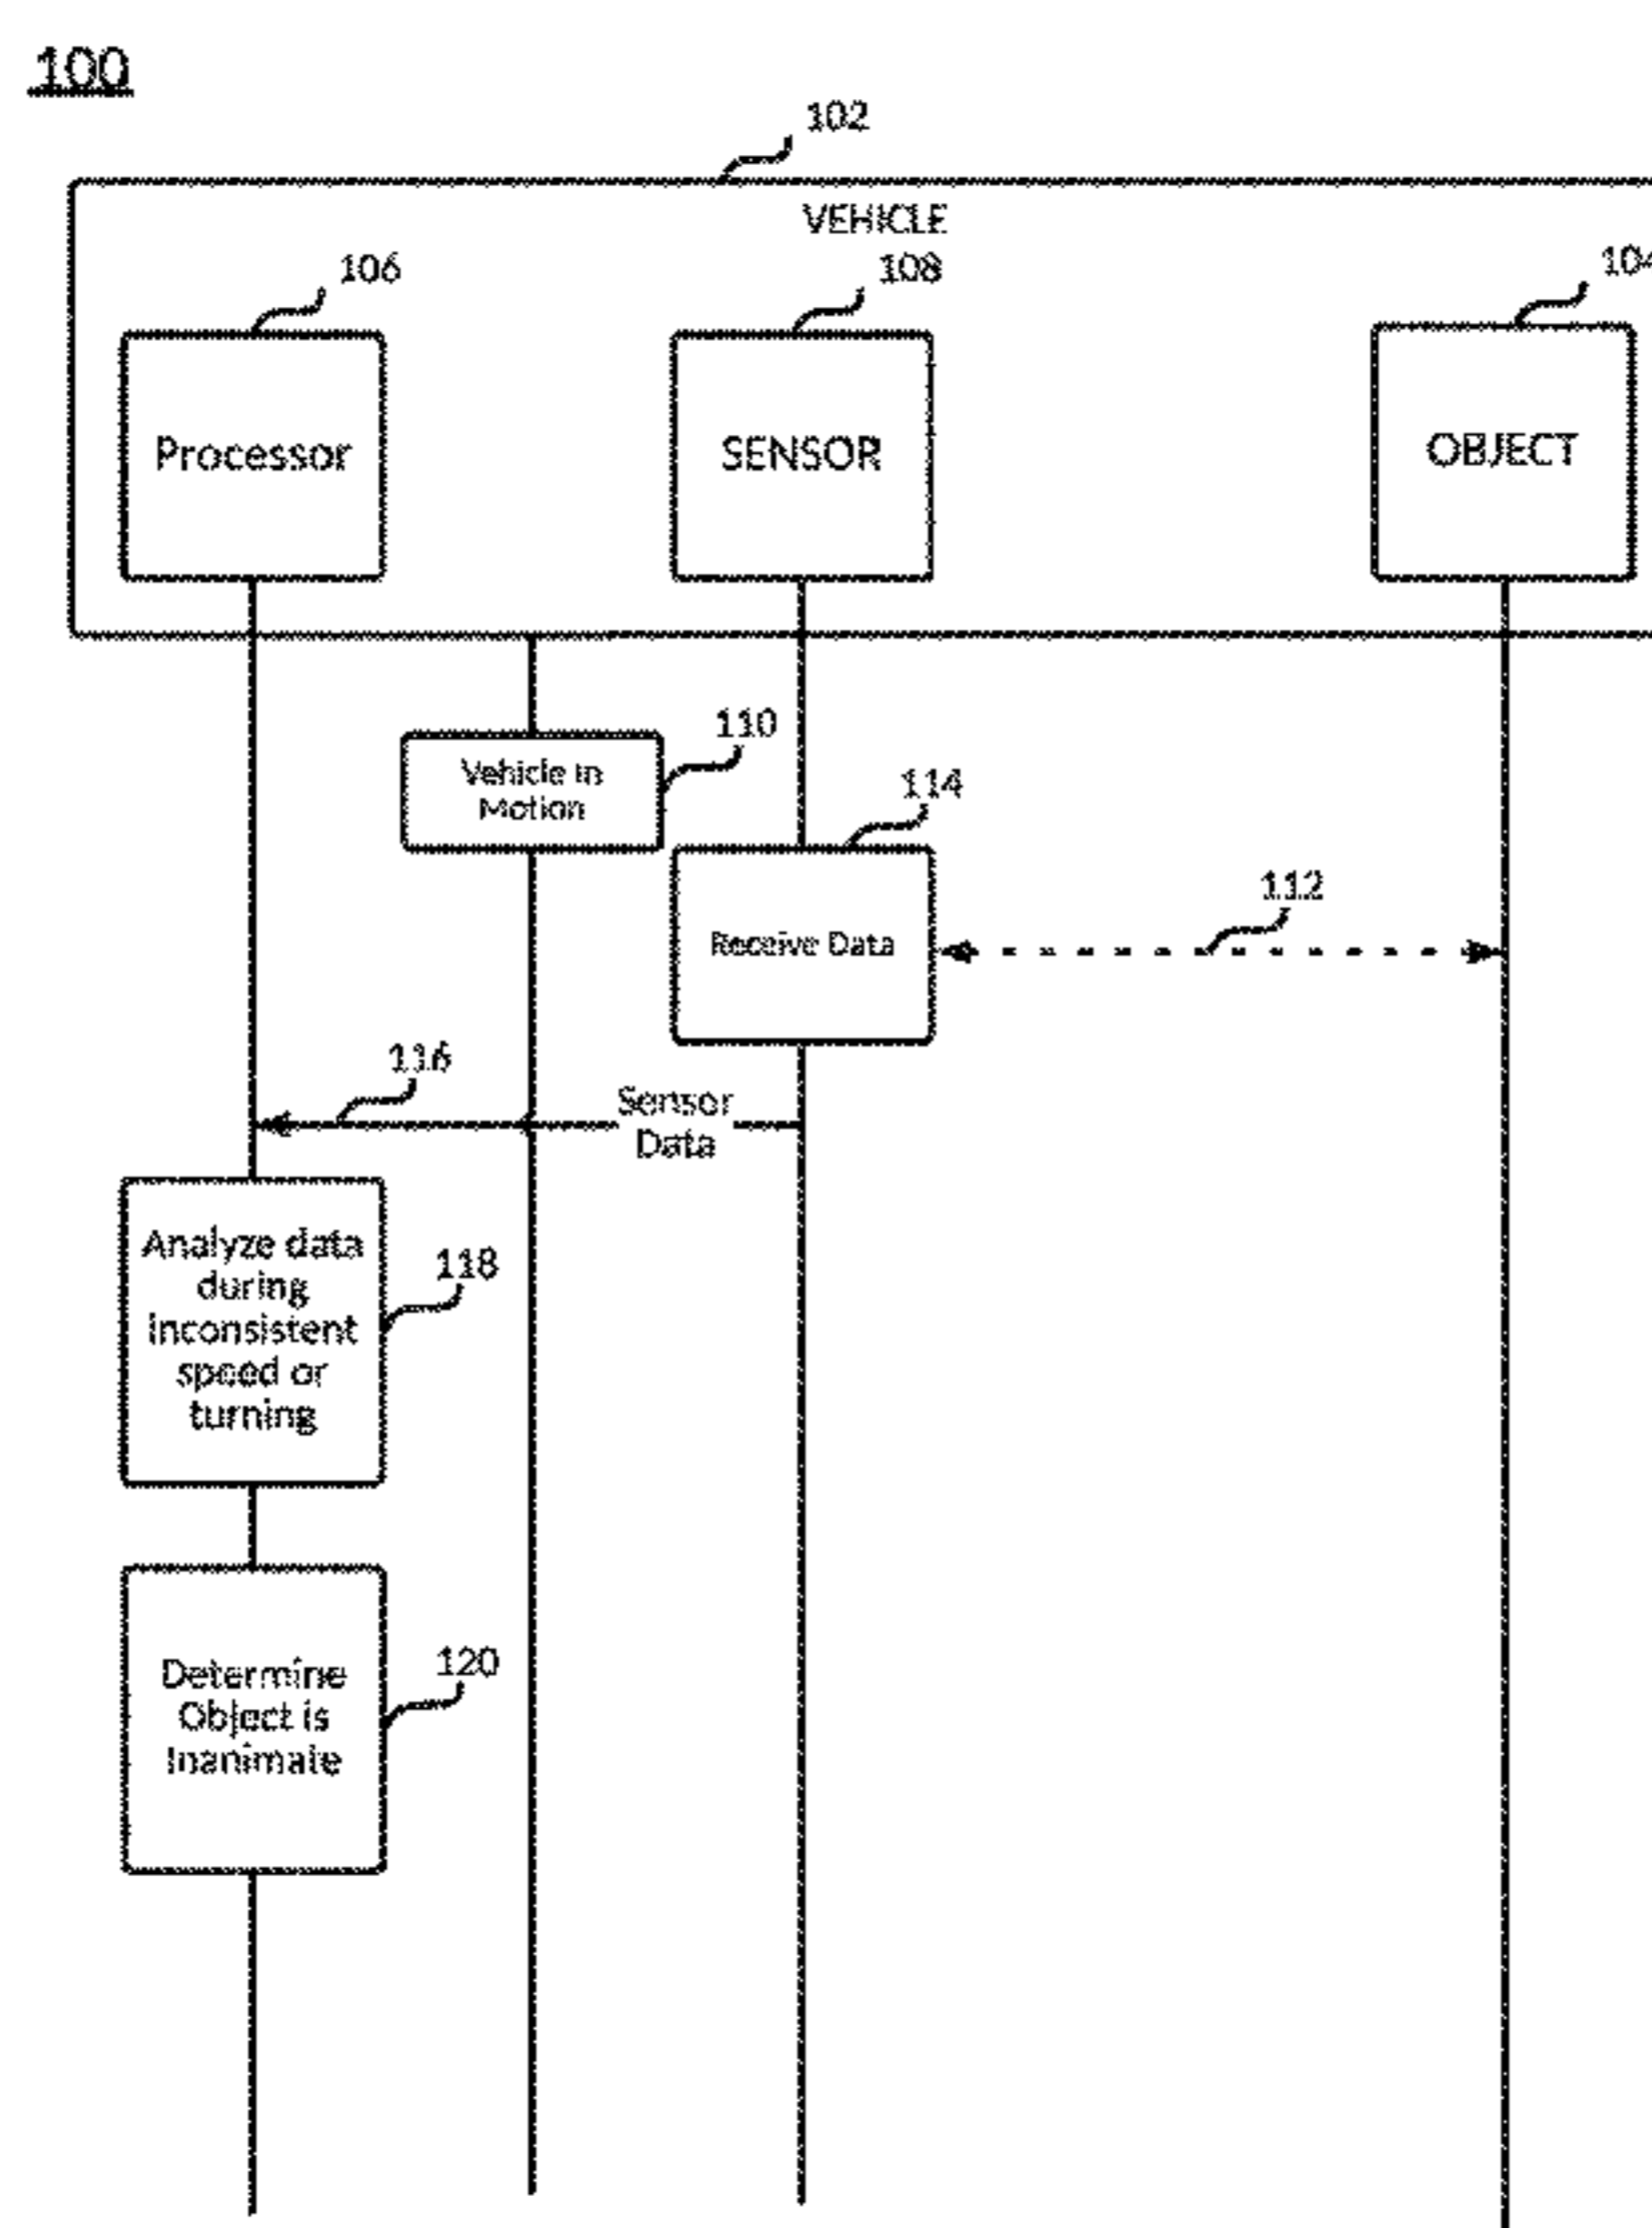 100
102
VEHICLE
106
108
104
Processor
SENSOR
OBJECT
110
Vehicle In
Motion
114
112
Receive Data
116
Sensor
Data
Analyze data
during
inconsistent
speed or
turning
118
Determine
Object is
Inanimate
120